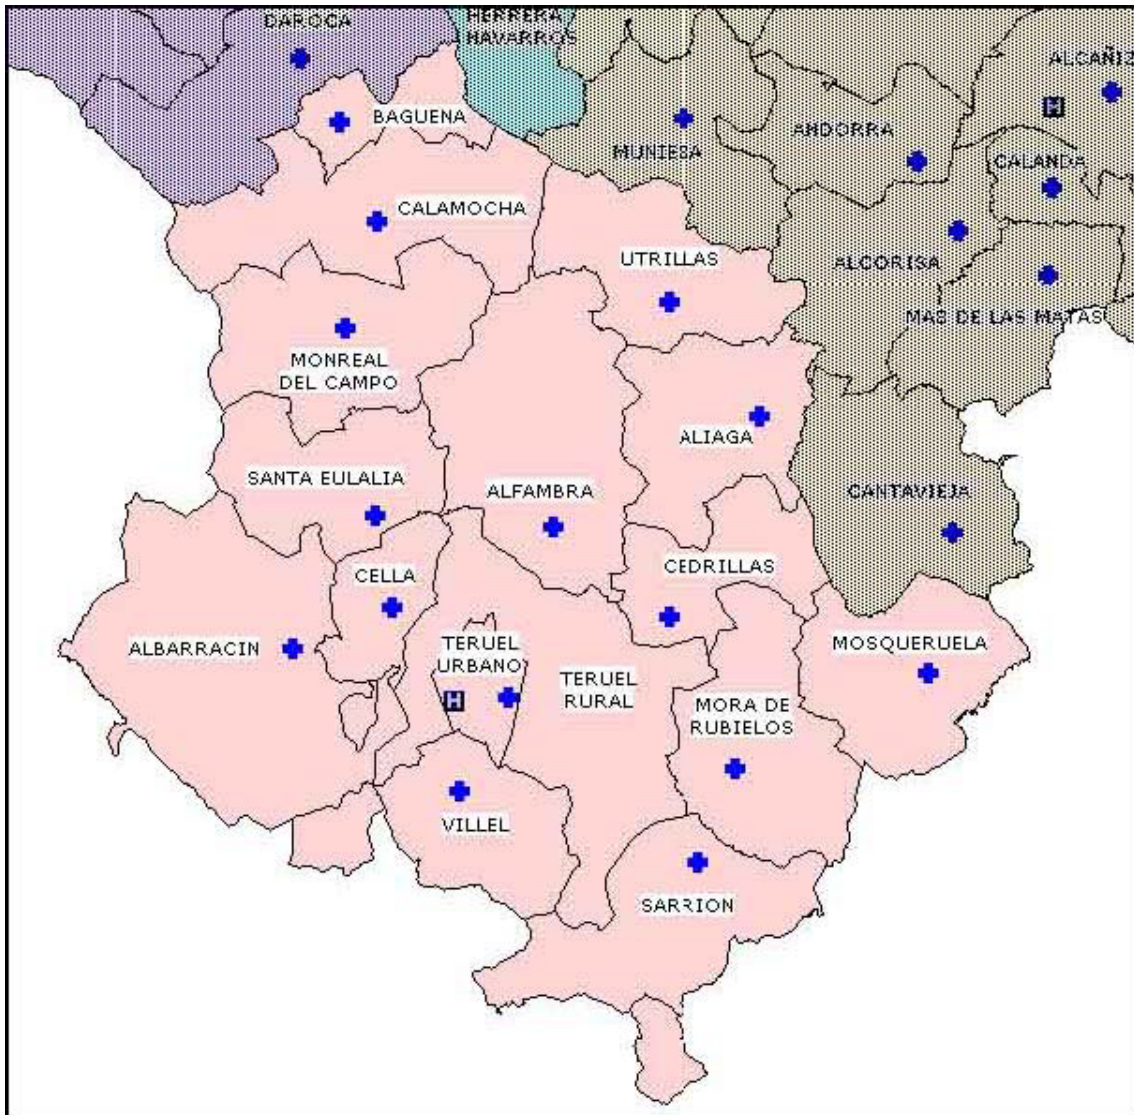 DAROCA
HERRERA
NAVARROS
ALCAÑIZ
H
BAGUENA
ANDORRA
MUNIESA
CALANDA
CALAMOCHA
UTRILLAS
ALCORISA
MAS DE LAS MATAS
MONREAL
DEL CAMPO
ALIAGA
SANTA EULALIA
ALFAMBRA
CANTAVIEJA
CELLA
CEDRILLAS
ALBARRACIN
TERUEL
URBANO
H
TERUEL
RURAL
MOSQUERUELA
MORA DE
RUBIELOS
VILLEL
SARRION